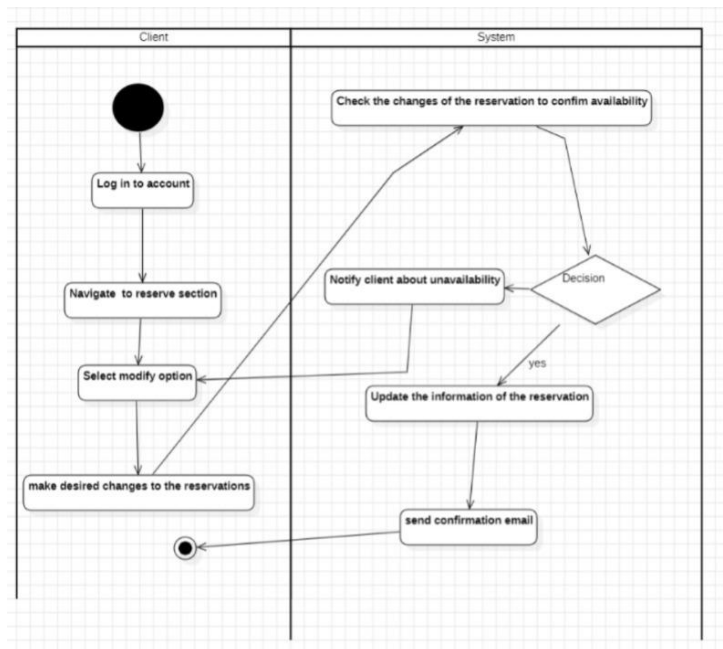 Client
System
Check the changes of the reservation to confim availability
Log in to account
Navigate to reserve section
Notify client about unavailability
Decision
Select modify option
yes
Update the information of the reservation
make desired changes to the reservations
send confirmation email